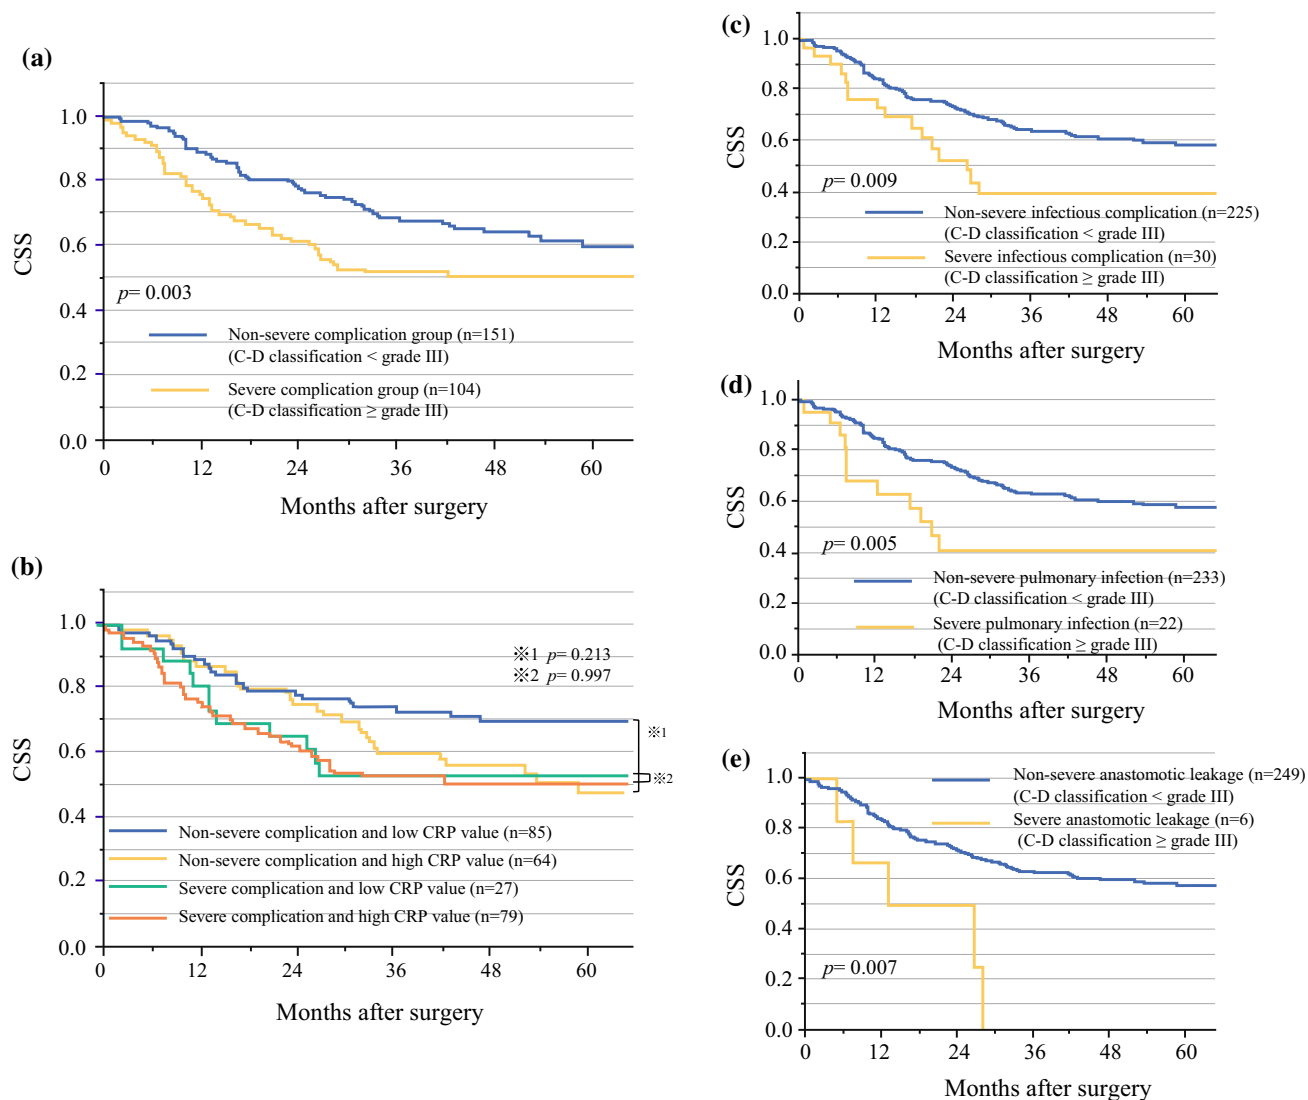 (a)
CSS
1.0
0.8
0.6
0.4
0.2
0.0
p= 0.003
Non-severe complication group (n=151)
(C-D classification < grade III)
Severe complication group (n=104)
(C-D classification ≥ grade III)
0 12 24 36 48 60
Months after surgery
(b)
CSS
1.0
0.8
0.6
0.4
0.2
0.0
※1 p= 0.213
※2 p= 0.997
※1
※2
Non-severe complication and low CRP value (n=85)
Non-severe complication and high CRP value (n=64)
Severe complication and low CRP value (n=27)
Severe complication and high CRP value (n=79)
0 12 24 36 48 60
Months after surgery
(c)
CSS
1.0
0.8
0.6
0.4
0.2
0.0
p= 0.009
Non-severe infectious complication (n=225)
(C-D classification < grade III)
Severe infectious complication (n=30)
(C-D classification ≥ grade III)
0 12 24 36 48 60
Months after surgery
(d)
CSS
1.0
0.8
0.6
0.4
0.2
0.0
p= 0.005
Non-severe pulmonary infection (n=233)
(C-D classification < grade III)
Severe pulmonary infection (n=22)
(C-D classification ≥ grade III)
0 12 24 36 48 60
Months after surgery
(e)
CSS
1.0
0.8
0.6
0.4
0.2
0.0
Non-severe anastomotic leakage (n=249)
(C-D classification < grade III)
Severe anastomotic leakage (n=6)
(C-D classification ≥ grade III)
p= 0.007
0 12 24 36 48 60
Months after surgery